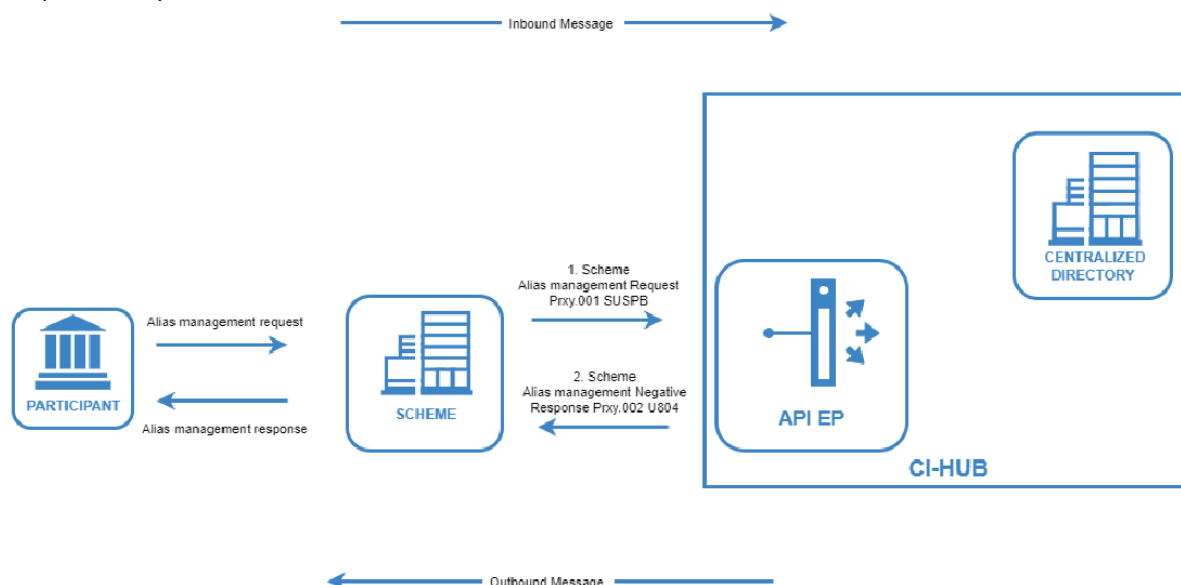 Inbound Message
CENTRALIZED
DIRECTORY
1. Scheme
Alias management Request
Prxy.001 SUSPB
Alias management request
2. Scheme
Alias management Negative
Response Prxy.002 U804
PARTICIPANT
SCHEME
API EP
Alias management response
CI-HUB
Outbound Message